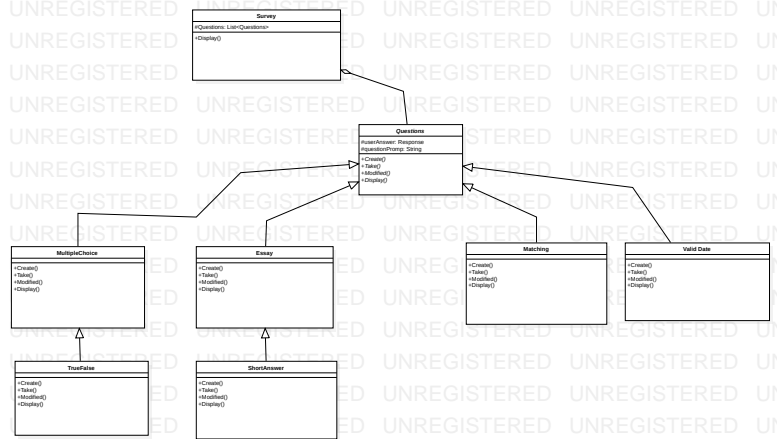 Survey
#Questions: List<Questions>
+Display()
Questions
#userAnswer: Response
#questionPromp: String
+Create()
+Take()
+Modified()
+Display()
MultipleChoice
+Create()
+Take()
+Modified()
+Display()
Essay
+Create()
+Take()
+Modified()
+Display()
Matching
+Create()
+Take()
+Modified()
+Display()
Valid Date
+Create()
+Take()
+Modified()
+Display()
TrueFalse
+Create()
+Take()
+Modified()
+Display()
ShortAnswer
+Create()
+Take()
+Modified()
+Display()
UNREGISTERED